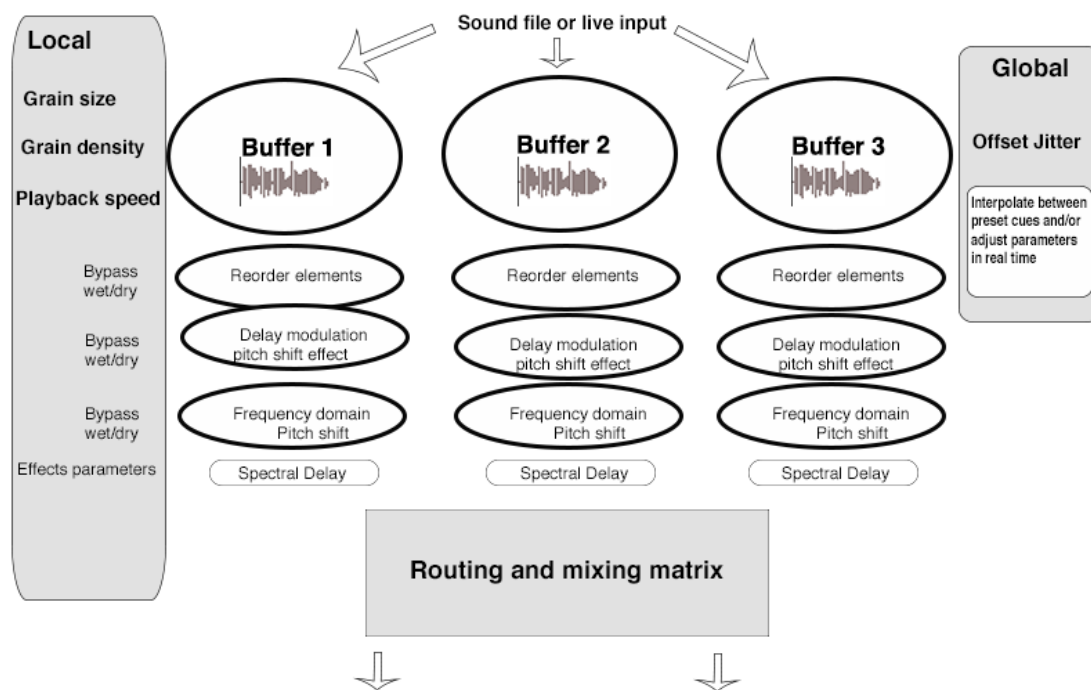 Sound file or live input
Local
Grain size
Grain density
Playback speed
Bypass
wet/dry
Bypass
wet/dry
Bypass
wet/dry
Effects parameters
Buffer 1
Reorder elements
Delay modulation
pitch shift effect
Frequency domain
Pitch shift
Spectral Delay
Buffer 2
Reorder elements
Delay modulation
pitch shift effect
Frequency domain
Pitch shift
Spectral Delay
Buffer 3
Reorder elements
Delay modulation
pitch shift effect
Frequency domain
Pitch shift
Spectral Delay
Global
Offset Jitter
Interpolate between
preset cues and/or
adjust parameters
in real time
Routing and mixing matrix